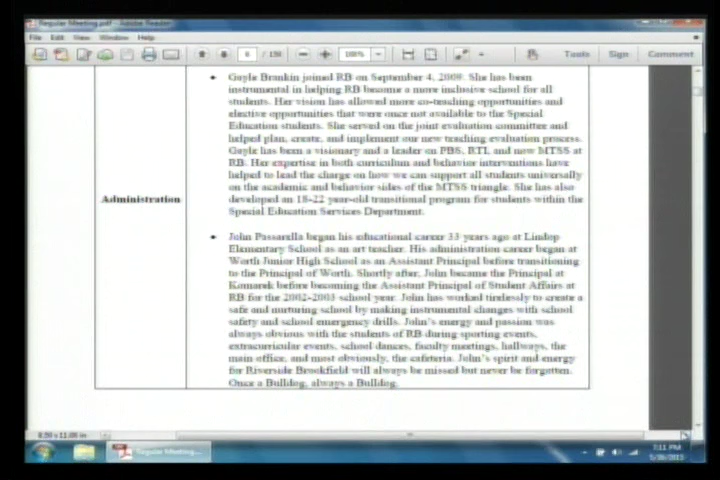 Regular Meeting.pdf - Adobe Reader
File Edit View Window Help
100%
Tools Sign Comment
Administration
• Gayle Brankin joined RB on September 4, 2009. She has been
instrumental in helping RB become a more inclusive school for all
students. Her vision has allowed more co-teaching opportunities and
elective opportunities that were once not available to the Special
Education students. She served on the joint evaluation committee and
helped plan, create, and implement our new teaching evaluation process.
Gayle has been a visionary and a leader on PBS, RTI, and now MTSS at
RB. Her expertise in both curriculum and behavior interventions have
helped to lead the charge on how we can support all students universally
on the academic and behavior sides of the MTSS triangle. She has also
developed an 18-22 year-old transitional program for students within the
Special Education Services Department.
• John Passarella began his educational career 33 years ago at Lindop
Elementary School as an art teacher. His administration career began at
Worth Junior High School as an Assistant Principal before transitioning
to the Principal of Worth. Shortly after, John became the Principal at
Komarek before becoming the Assistant Principal of Student Affairs at
RB for the 2002-2003 school year. John has worked tirelessly to create a
safe and nurturing school by making instrumental changes with school
safety and school emergency drills. John's energy and passion was
always obvious with the students of RB during sporting events,
extracurricular events, school dances, faculty meetings, hallways, the
main office, and most obviously, the cafeteria. John's spirit and energy
for Riverside Brookfield will always be missed but never be forgotten.
Once a Bulldog, always a Bulldog.
8.50 x 11.00 in
Regular Meeting...
7:11 PM